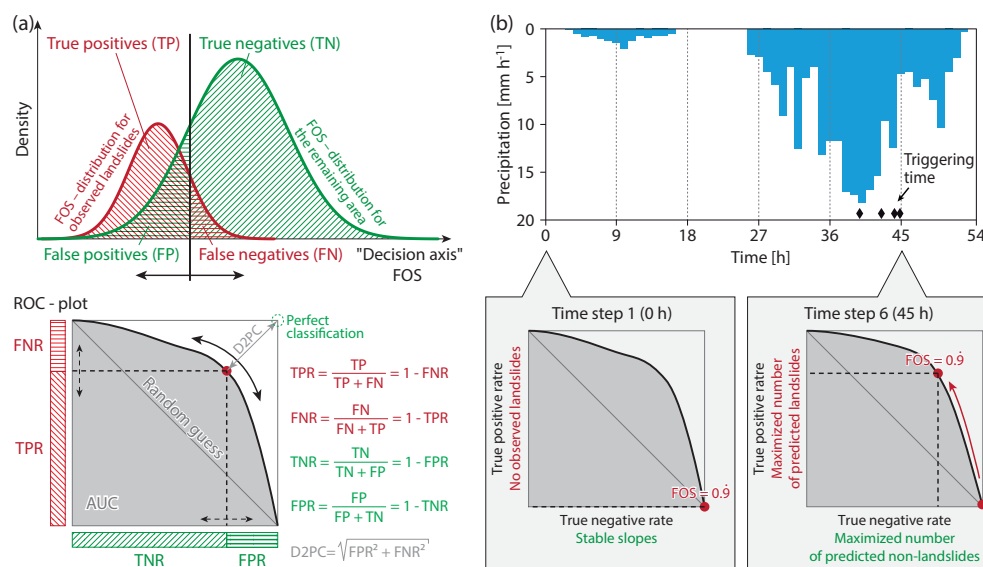 (a)
True positives (TP)
True negatives (TN)
Density
FOS – distribution for
observed landslides
FOS – distribution for
the remaining area
False positives (FP)
False negatives (FN)
"Decision axis"
FOS
ROC - plot
FNR
TPR
D2PC
Perfect
classification
Random guess
AUC
TNR
FPR
TPR = TP / TP + FN = 1 - FNR
FNR = FN / FN + TP = 1 - TPR
TNR = TN / TN + FP = 1 - FPR
FPR = FP / FP + TN = 1 - TNR
D2PC= √FPR² + FNR²
(b)
Precipitation [mm h⁻¹]
0
5
10
15
20
Triggering
time
0 9 18 27 36 45 54
Time [h]
Time step 1 (0 h)
True positive rarte
No observed landslides
FOS = 0.9̇
True negative rate
Stable slopes
Time step 6 (45 h)
True positive rarte
Maximized number
of predicted landslides
FOS = 0.9̇
FOS = 0.9̇
True negative rate
Maximized number
of predicted non-landslides